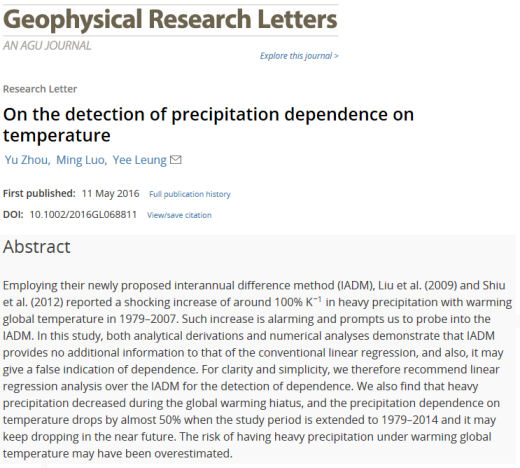 Geophysical Research Letters
AN AGU JOURNAL
Explore this journal >
Research Letter
On the detection of precipitation dependence on
temperature
Yu Zhou, Ming Luo, Yee Leung
First published: 11 May 2016 Full publication history
DOI: 10.1002/2016GL068811 View/save citation
Abstract
Employing their newly proposed interannual difference method (IADM), Liu et al. (2009) and Shiu
et al. (2012) reported a shocking increase of around 100% K⁻¹ in heavy precipitation with warming
global temperature in 1979–2007. Such increase is alarming and prompts us to probe into the
IADM. In this study, both analytical derivations and numerical analyses demonstrate that IADM
provides no additional information to that of the conventional linear regression, and also, it may
give a false indication of dependence. For clarity and simplicity, we therefore recommend linear
regression analysis over the IADM for the detection of dependence. We also find that heavy
precipitation decreased during the global warming hiatus, and the precipitation dependence on
temperature drops by almost 50% when the study period is extended to 1979–2014 and it may
keep dropping in the near future. The risk of having heavy precipitation under warming global
temperature may have been overestimated.